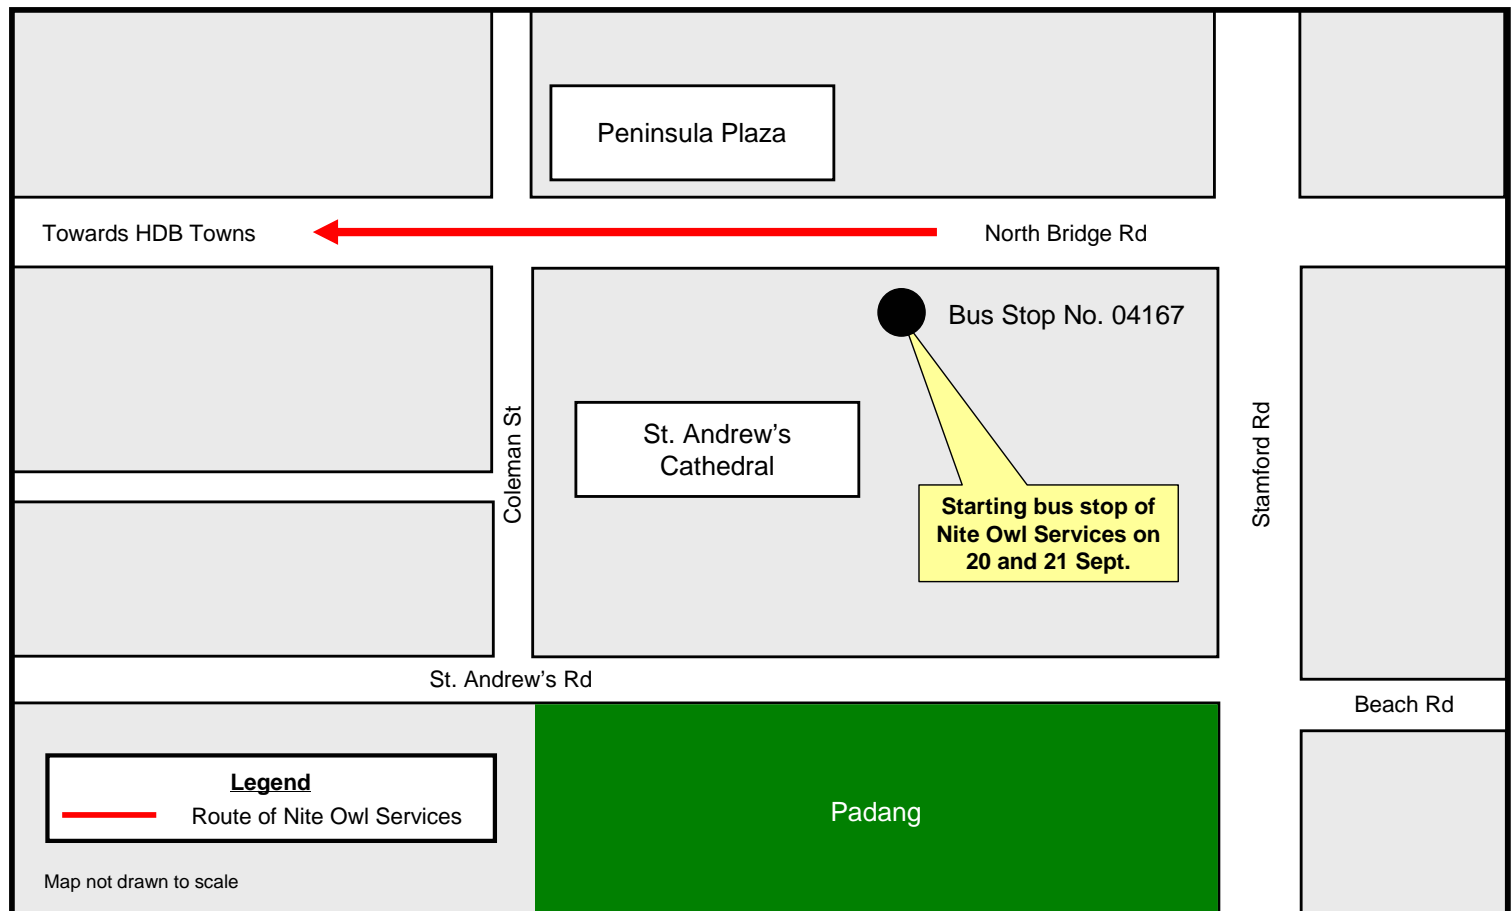 Peninsula Plaza
Towards HDB Towns
North Bridge Rd
Bus Stop No. 04167
Coleman St
St. Andrew’s
Cathedral
Stamford Rd
Starting bus stop of
Nite Owl Services on
20 and 21 Sept.
St. Andrew’s Rd
Beach Rd
Legend
Route of Nite Owl Services
Padang
Map not drawn to scale